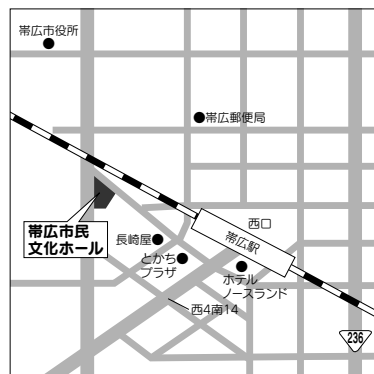 帯広市役所
帯広郵便局
西口
帯広駅
帯広市民
文化ホール
長崎屋
とかち
プラザ
ホテル
ノースランド
西4南14
236